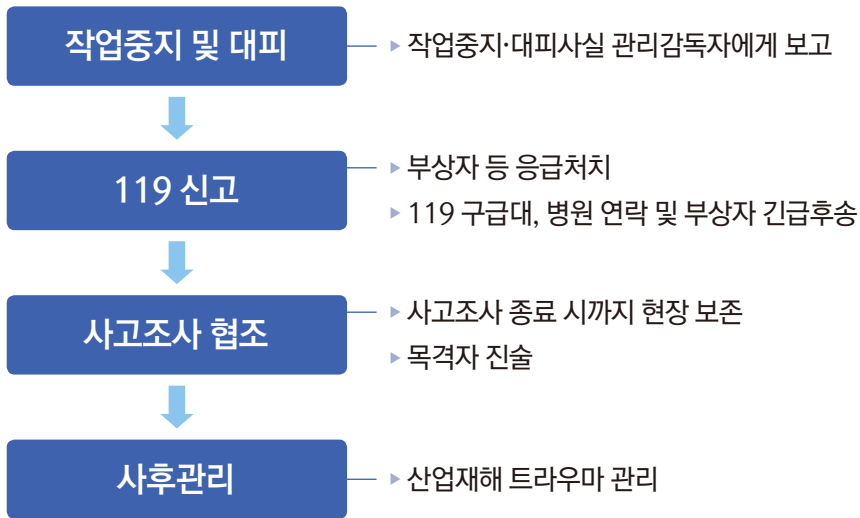 작업중지 및 대피
▸ 작업중지·대피사실 관리감독자에게 보고
119 신고
▸ 부상자 등 응급처치
▸ 119 구급대, 병원 연락 및 부상자 긴급후송
사고조사 협조
▸ 사고조사 종료 시까지 현장 보존
▸ 목격자 진술
사후관리
▸ 산업재해 트라우마 관리